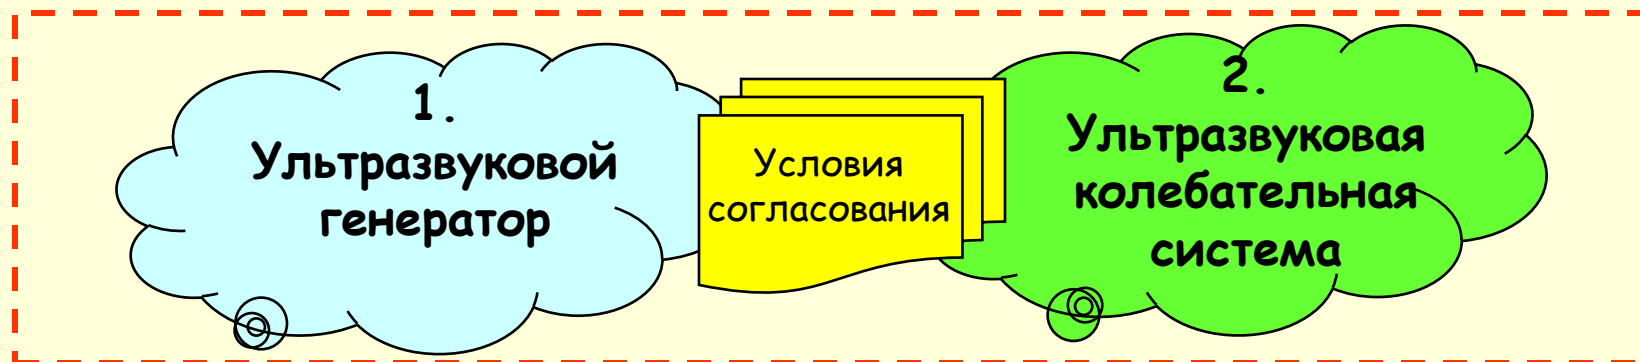 1.
Ультразвуковой
генератор
Условия
согласования
2.
Ультразвуковая
колебательная
система